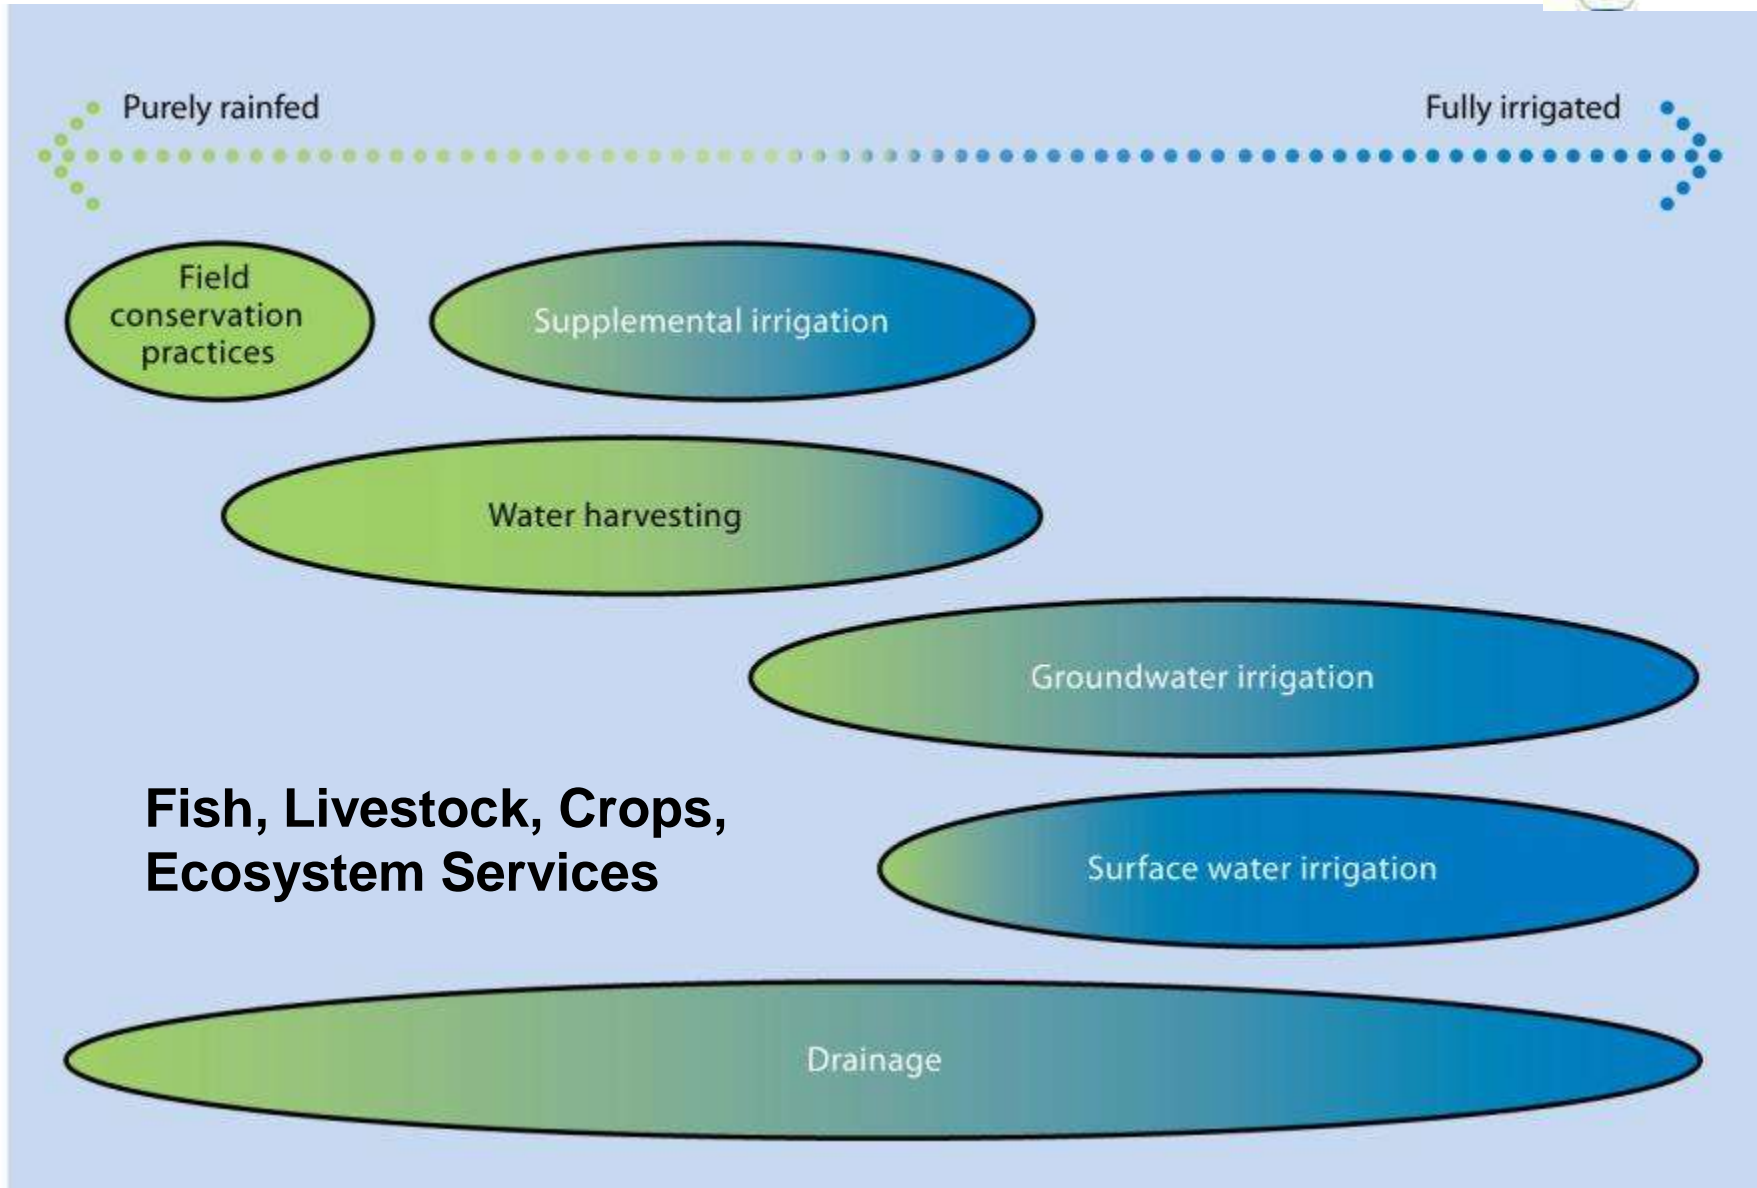 Purely rainfed
Fully irrigated
Field
conservation
practices
Supplemental irrigation
Water harvesting
Groundwater irrigation
Fish, Livestock, Crops,
Ecosystem Services
Surface water irrigation
Drainage